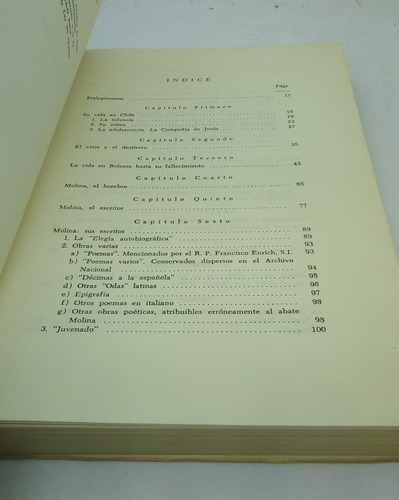 INDICE
Págs.
Prolegómenos 11
Capítulo Primero
Su vida en Chile 19
1. La infancia 19
2. Su niñez 23
3. La adolescencia. La Compañía de Jesús 27
Capítulo Segundo
El viaje y el destierro 35
Capítulo Tercero
La vida en Bolonia hasta su fallecimiento 43
Capítulo Cuarto
Molina, el hombre 65
Capítulo Quinto
Molina, el escritor 77
Capítulo Sexto
Molina: sus escritos 89
1. La "Elegía autobiográfica" 89
2. Obras varias 93
a) "Poemas", Mencionados por el R. P. Francisco Enrich, S.I. 93
b) "Poemas varios", Conservados dispersos en el Archivo
Nacional 94
c) "Décimas a la española" 95
d) Otras "Odas" latinas 96
e) Epigrafía 97
f) Otros poemas en italiano 98
g) Otras obras poéticas, atribuíbles erróneamente al abate
Molina 98
3. "Juvenado" 100